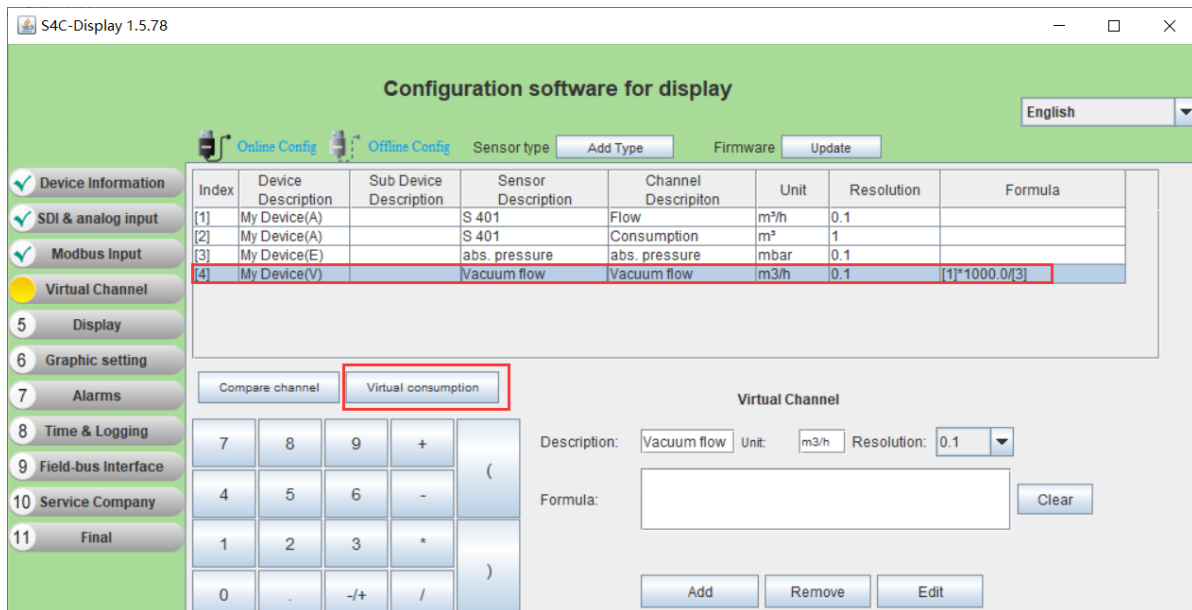 S4C-Display 1.5.78
Configuration software for display
English
Online Config Offline Config Sensor type Add Type Firmware Update
Device Information
SDI & analog input
Modbus Input
Virtual Channel
5 Display
6 Graphic setting
7 Alarms
8 Time & Logging
9 Field-bus Interface
10 Service Company
11 Final
Index Device Description Sub Device Description Sensor Description Channel Descripiton Unit Resolution Formula
[1] My Device(A) S 401 Flow m³/h 0.1
[2] My Device(A) S 401 Consumption m³ 1
[3] My Device(E) abs. pressure abs. pressure mbar 0.1
[4] My Device(V) Vacuum flow Vacuum flow m3/h 0.1 [1]*1000.0/[3]
Compare channel Virtual consumption
Virtual Channel
7 8 9 + (
4 5 6 -
1 2 3 * )
0 . -/+ /
Description: Vacuum flow Unit: m3/h Resolution: 0.1
Formula: Clear
Add Remove Edit